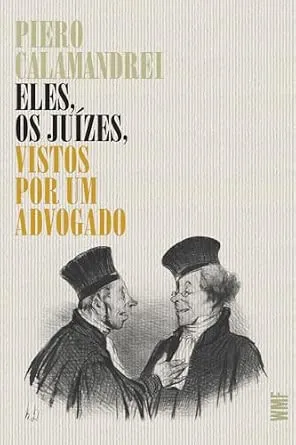 PIERO
CALAMANDREI
ELES,
OS JUÍZES,
VISTOS
POR UM
ADVOGADO
h.D.
WMF